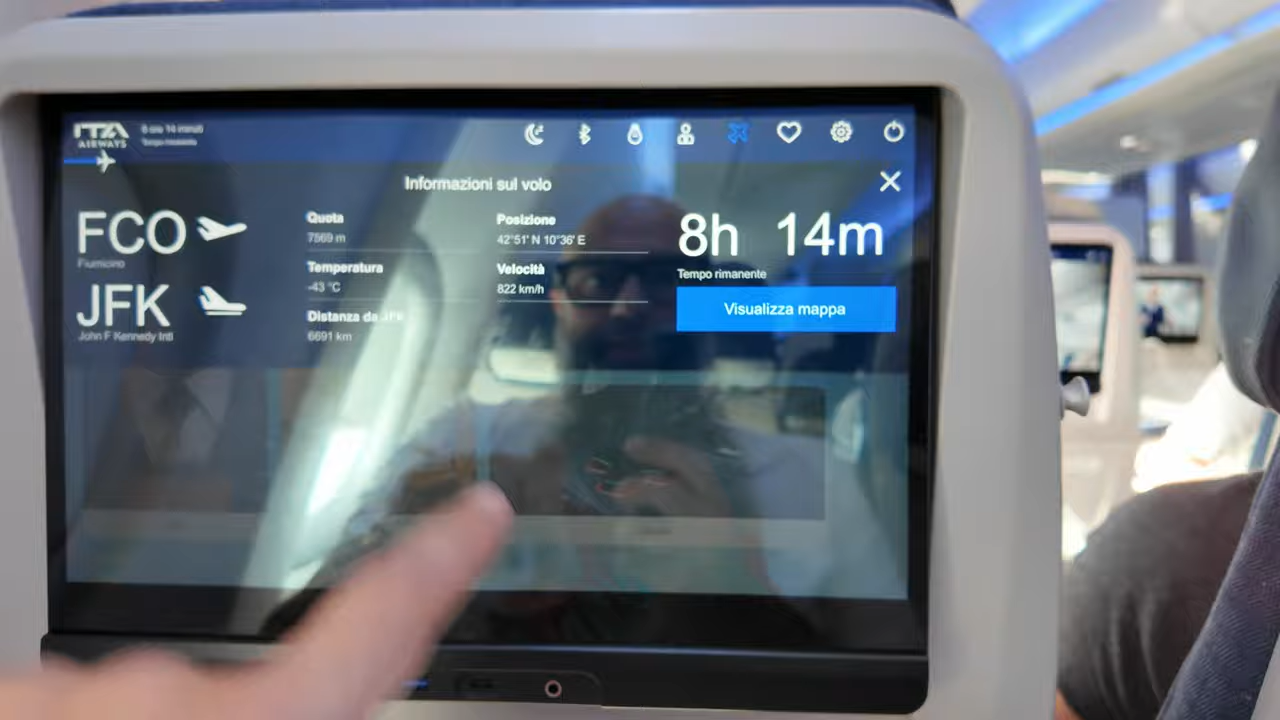 ITA
AIRWAYS
8 ore 14 minuti
Tempo rimanente
Informazioni sul volo
FCO
Fiumicino
JFK
John F Kennedy Intl
Quota
7569 m
Temperatura
-43 °C
Distanza da JFK
6691 km
Posizione
42°51' N 10°36' E
Velocità
822 km/h
8h 14m
Tempo rimanente
Visualizza mappa